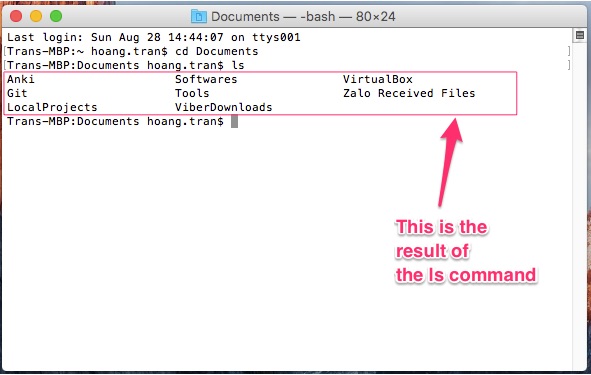 Documents — -bash — 80×24
Last login: Sun Aug 28 14:44:07 on ttys001
[Trans-MBP:~ hoang.tran$ cd Documents ]
[Trans-MBP:Documents hoang.tran$ ls ]
Anki Softwares VirtualBox
Git Tools Zalo Received Files
LocalProjects ViberDownloads
Trans-MBP:Documents hoang.tran$
This is the
result of
the ls command